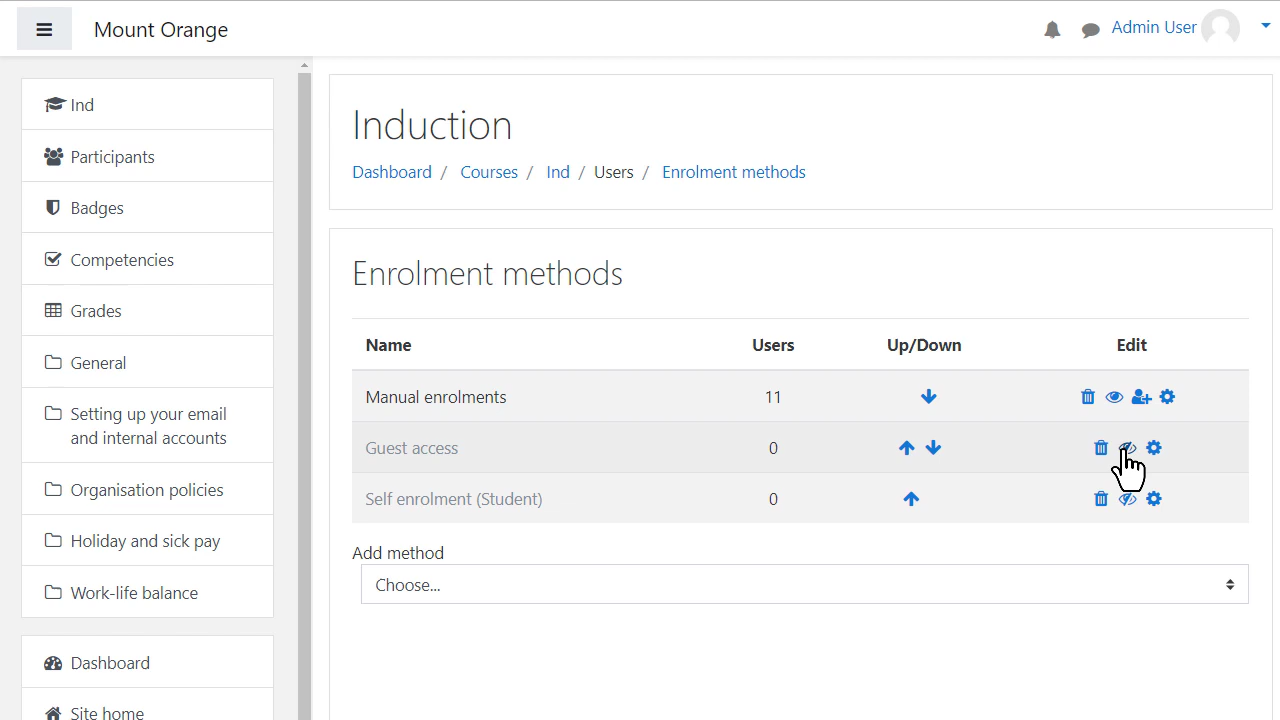 Mount Orange
Admin User
Ind
Participants
Badges
Competencies
Grades
General
Setting up your email
and internal accounts
Organisation policies
Holiday and sick pay
Work-life balance
Dashboard
Site home
Induction
Dashboard / Courses / Ind / Users / Enrolment methods
Enrolment methods
Name Users Up/Down Edit
Manual enrolments 11
Guest access 0
Self enrolment (Student) 0
Add method
Choose...